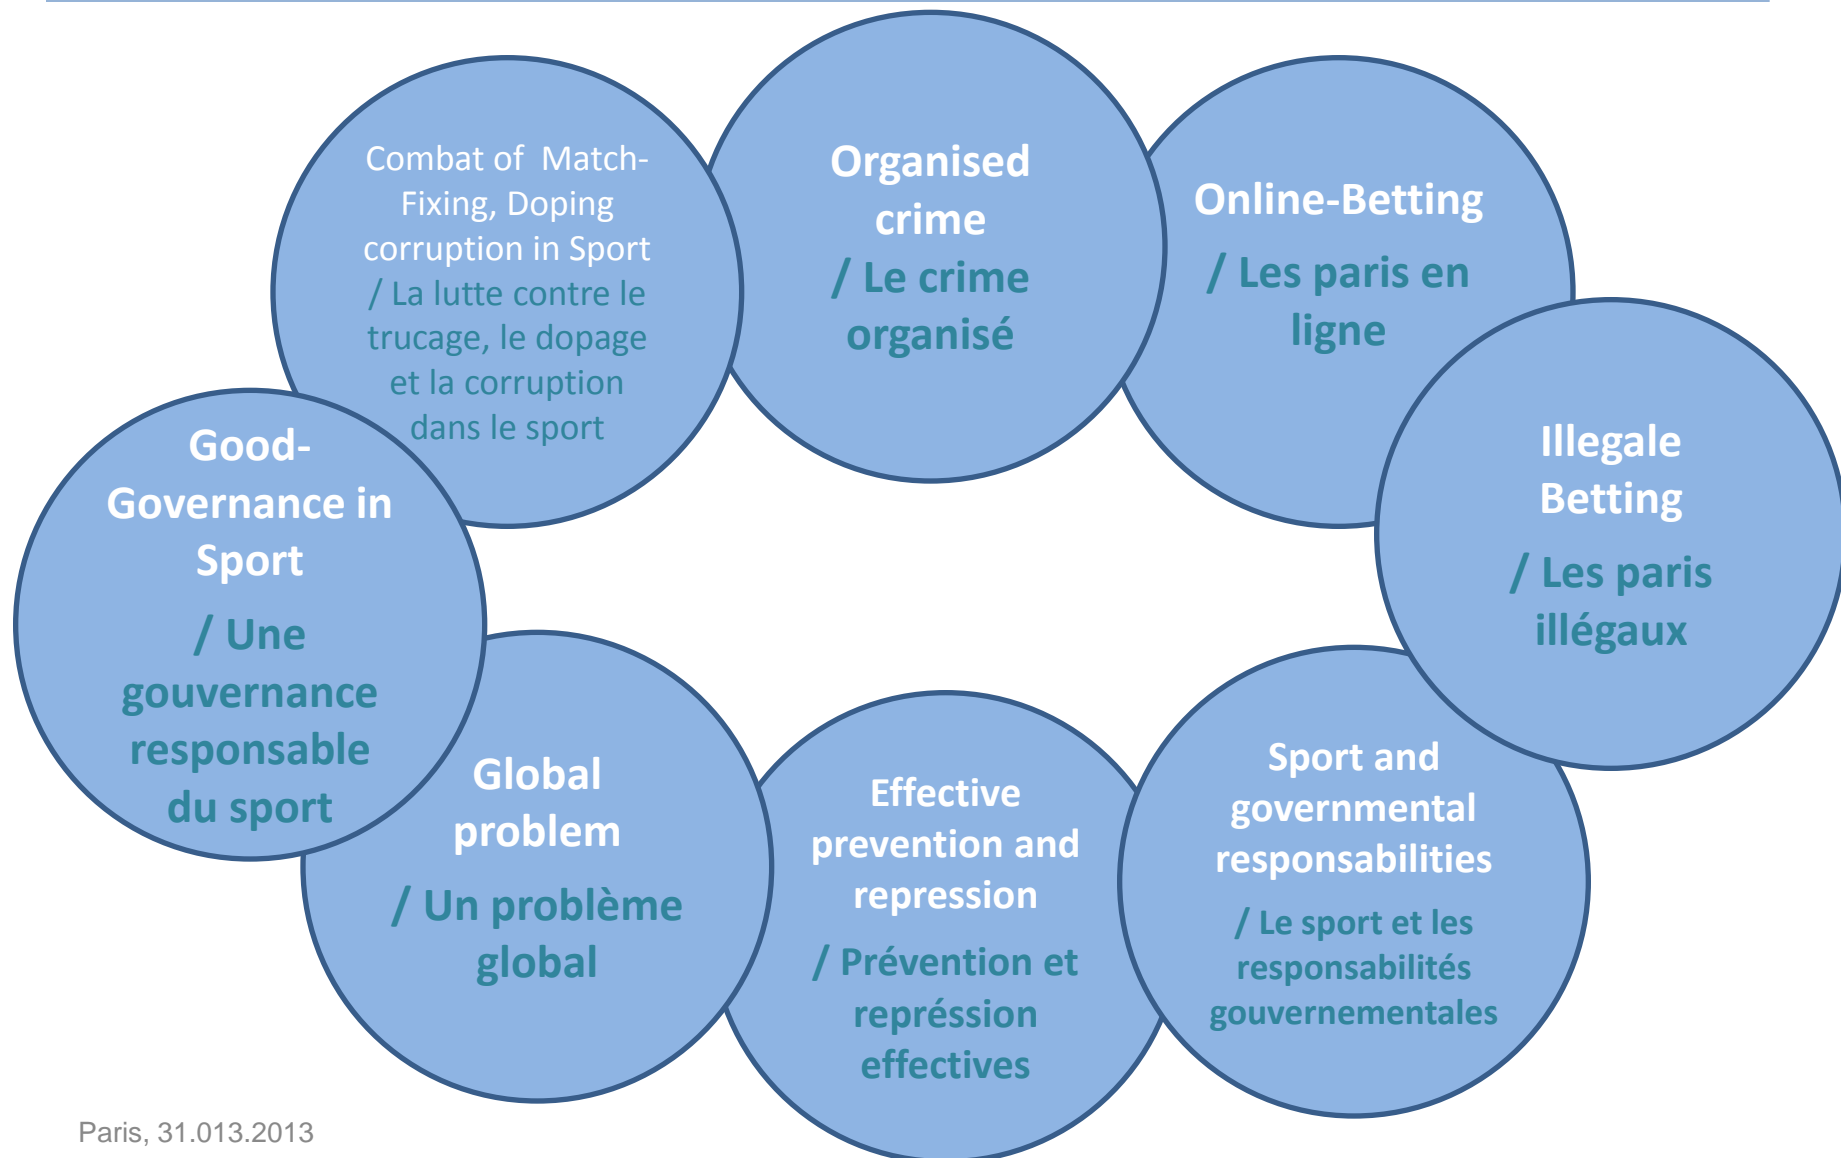 Combat of  Match-
Fixing, Doping
corruption in Sport
/ La lutte contre le
trucage, le dopage
et la corruption
dans le sport
Organised
crime
/ Le crime
organisé
Online-Betting
/ Les paris en
ligne
Illegale
Betting
/ Les paris
illégaux
Sport and
governmental
responsabilities
/ Le sport et les
responsabilités
gouvernementales
Effective
prevention and
repression
/ Prévention et
représsion
effectives
Global
problem
/ Un problème
global
Good-
Governance in
Sport
/ Une
gouvernance
responsable
du sport
Paris, 31.013.2013